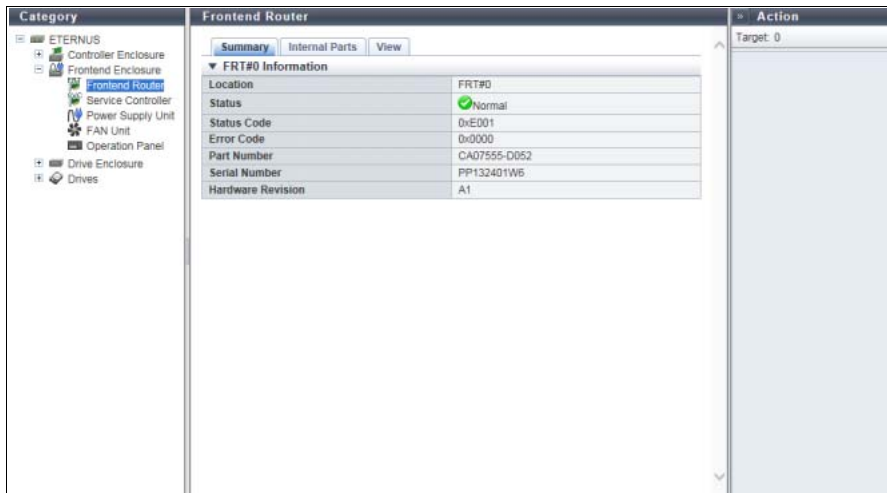 Category
ETERNUS
Controller Enclosure
Frontend Enclosure
Frontend Router
Service Controller
Power Supply Unit
FAN Unit
Operation Panel
Drive Enclosure
Drives
Frontend Router
Summary Internal Parts View
▼ FRT#0 Information
Location FRT#0
Status Normal
Status Code 0xE001
Error Code 0x0000
Part Number CA07555-D052
Serial Number PP132401W6
Hardware Revision A1
» Action
Target: 0